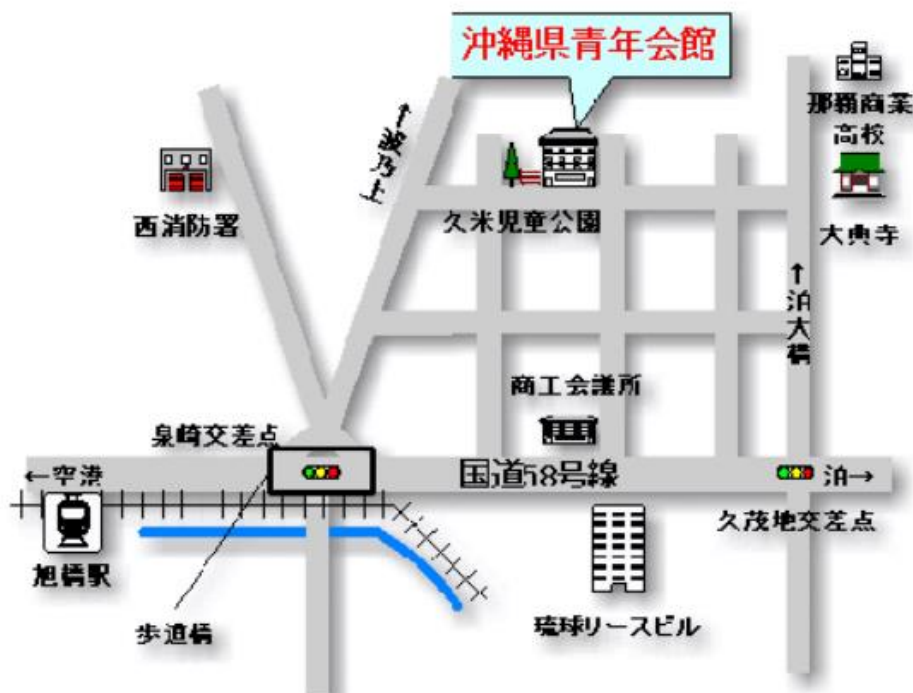 沖縄県青年会館
那覇商業
高校
↑波乃上
西消防署
久米児童公園
大典寺
↑泊大橋
商工会議所
泉崎交差点
←空港
国道58号線
泊→
久茂地交差点
旭橋駅
歩道橋
琉球リースビル